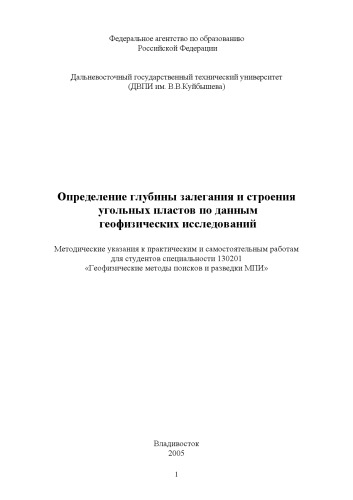 Федеральное агентство по образованию
Российской Федерации
Дальневосточный государственный технический университет
(ДВПИ им. В.В.Куйбышева)
Определение глубины залегания и строения
угольных пластов по данным
геофизических исследований
Методические указания к практическим и самостоятельным работам
для студентов специальности 130201
«Геофизические методы поисков и разведки МПИ»
Владивосток
2005
1